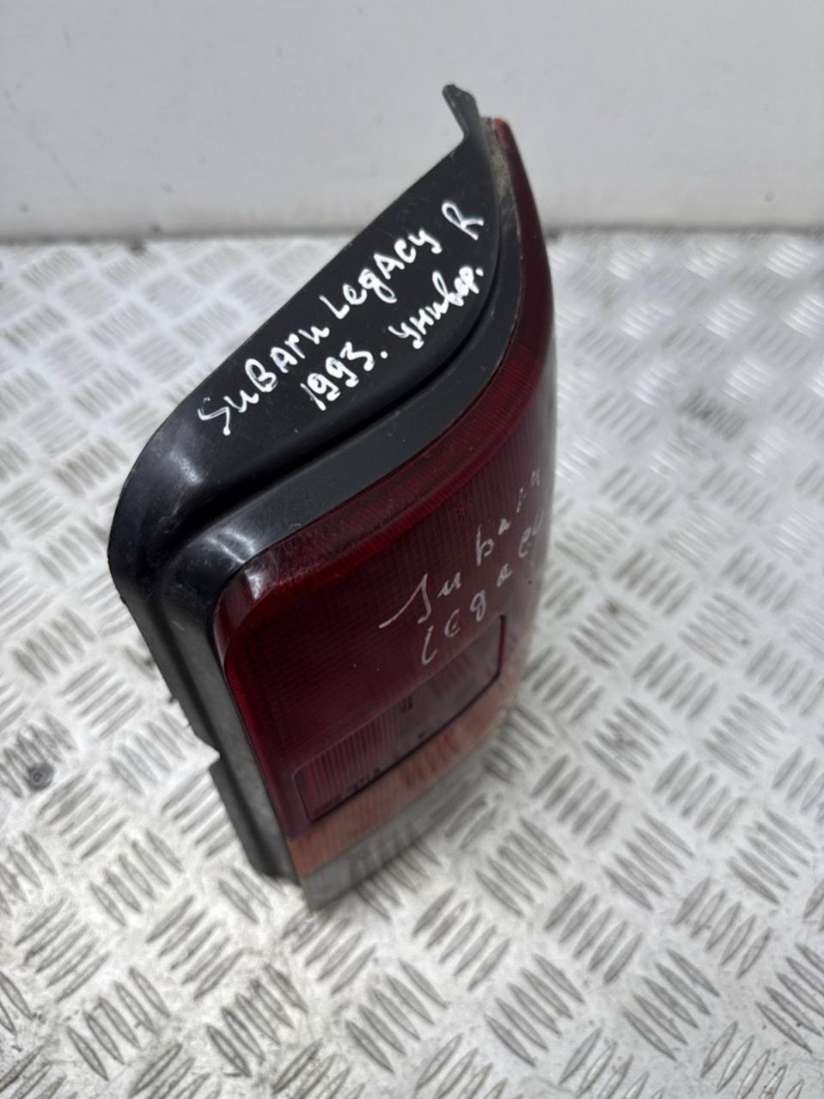 SUBARU LegACy R
1993. универ.
Subaru
Legacy